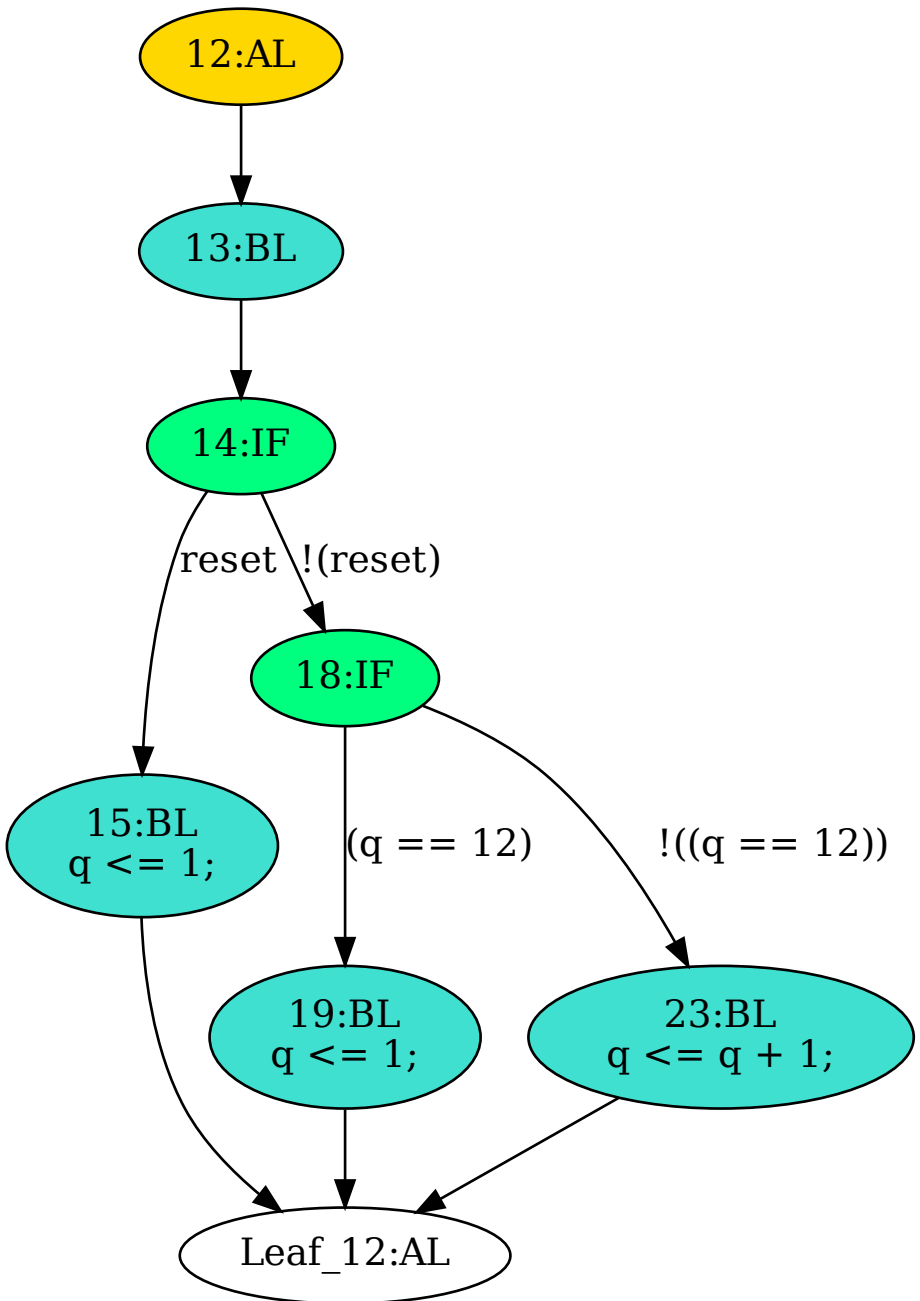 12:AL
13:BL
14:IF
reset
!(reset)
18:IF
15:BL
q <= 1;
(q == 12)
!((q == 12))
19:BL
q <= 1;
23:BL
q <= q + 1;
Leaf_12:AL